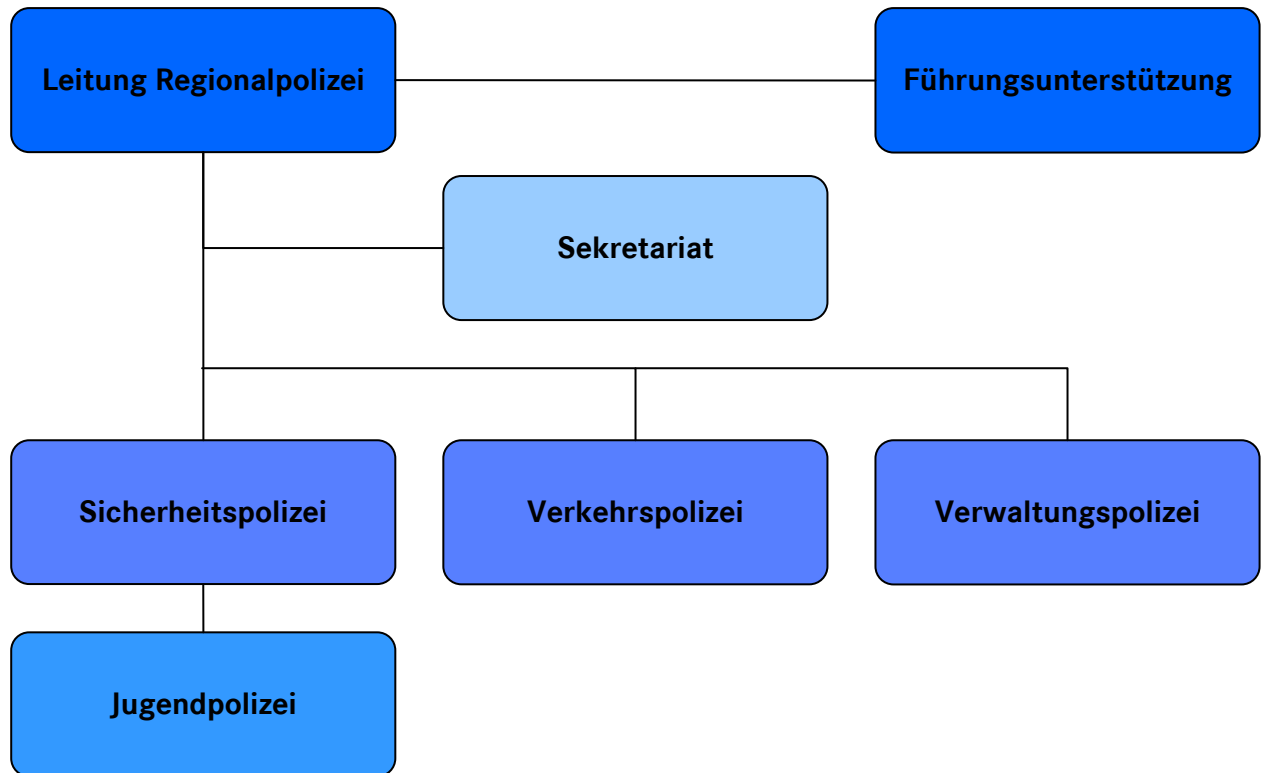 Leitung Regionalpolizei
Führungsunterstützung
Sekretariat
Sicherheitspolizei
Verkehrspolizei
Verwaltungspolizei
Jugendpolizei